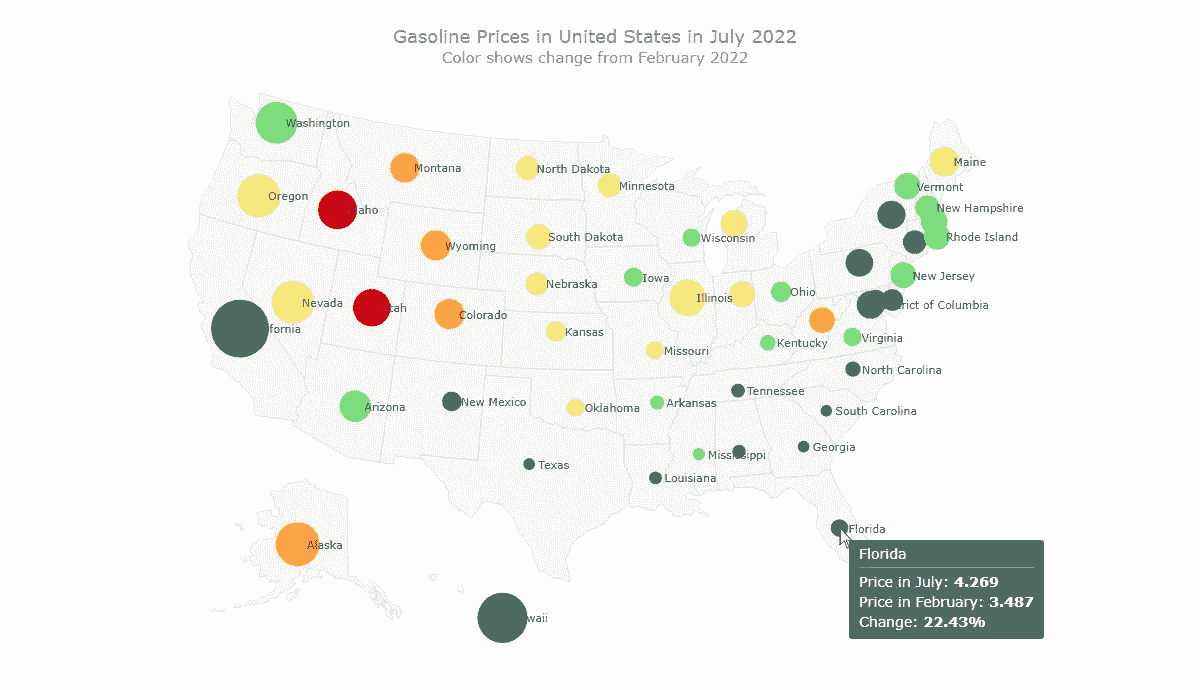 Gasoline Prices in United States in July 2022
Color shows change from February 2022
Washington
Maine
Montana
North Dakota
Minnesota
Vermont
Oregon
Idaho
New Hampshire
South Dakota
Wisconsin
Rhode Island
Wyoming
Iowa
New Jersey
Nebraska
Ohio
Nevada
Illinois
rict of Columbia
tah
Colorado
fornia
Kansas
Virginia
Kentucky
Missouri
North Carolina
Tennessee
New Mexico
Arkansas
Arizona
Oklahoma
South Carolina
Georgia
Mississippi
Texas
Louisiana
Florida
Alaska
waii
Florida
Price in July: 4.269
Price in February: 3.487
Change: 22.43%